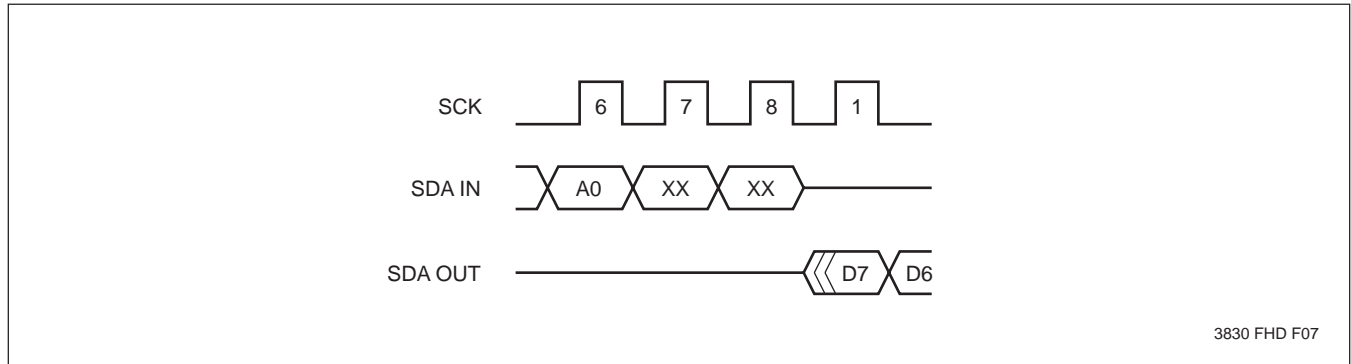 SCK 6 7 8 1
SDA IN A0 XX XX
SDA OUT D7 D6
3830 FHD F07